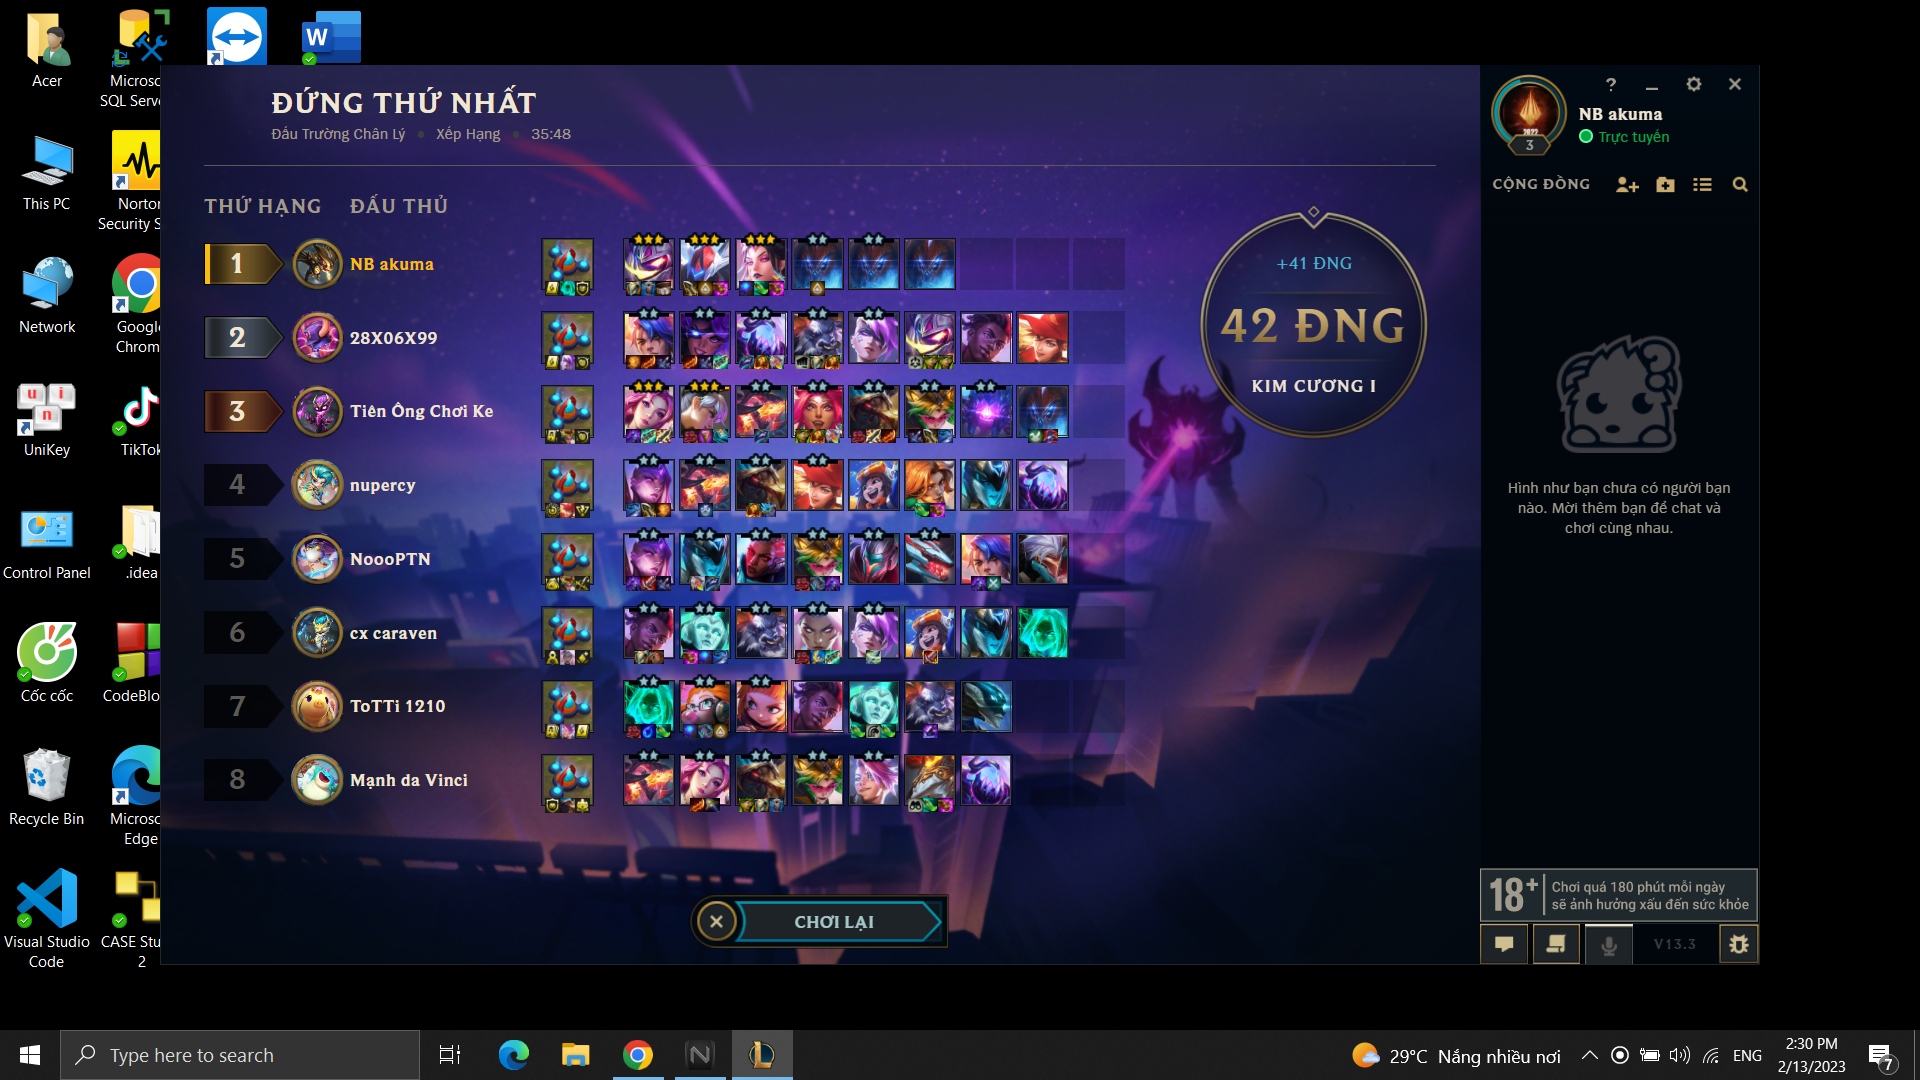 Acer
Microso
SQL Serve
This PC
Norton
Security S
Network
Google
Chrom
UniKey
TikTok
Control Panel
.idea
Cốc cốc
CodeBlo
Recycle Bin
Microso
Edge
Visual Studio
Code
CASE Stu
2
W
u
i
n
ĐỨNG THỨ NHẤT
Đấu Trường Chân Lý
Xếp Hạng
35:48
THỨ HẠNG
ĐẤU THỦ
1 NB akuma
2 28X06X99
3 Tiên Ông Chơi Ke
4 nupercy
5 NoooPTN
6 cx caraven
7 ToTTi 1210
8 Mạnh da Vinci
+41 ĐNG
42 ĐNG
KIM CƯƠNG I
CHƠI LẠI
2022
3
NB akuma
Trực tuyến
CỘNG ĐỒNG
Hình như bạn chưa có người bạn
nào. Mời thêm bạn để chat và
chơi cùng nhau.
18+
Chơi quá 180 phút mỗi ngày
sẽ ảnh hưởng xấu đến sức khỏe
V13.3
Type here to search
N
L
29°C Nắng nhiều nơi
ENG
2:30 PM
2/13/2023
7